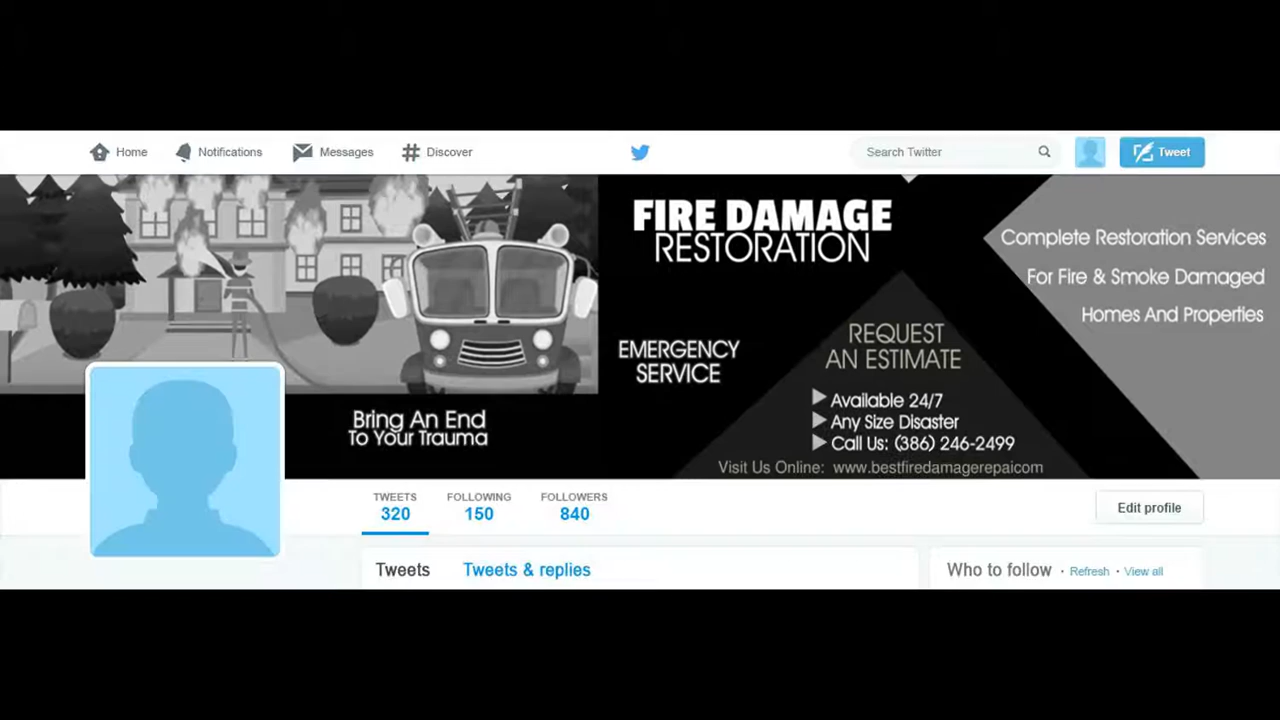 Home
Notifications
Messages
Discover
Search Twitter
Tweet
FIRE DAMAGE
RESTORATION
Complete Restoration Services
For Fire & Smoke Damaged
Homes And Properties
EMERGENCY
SERVICE
REQUEST
AN ESTIMATE
Available 24/7
Any Size Disaster
Call Us: (386) 246-2499
Visit Us Online: www.bestfiredamagerepaicom
Bring An End
To Your Trauma
TWEETS
320
FOLLOWING
150
FOLLOWERS
840
Edit profile
Tweets
Tweets & replies
Who to follow · Refresh · View all